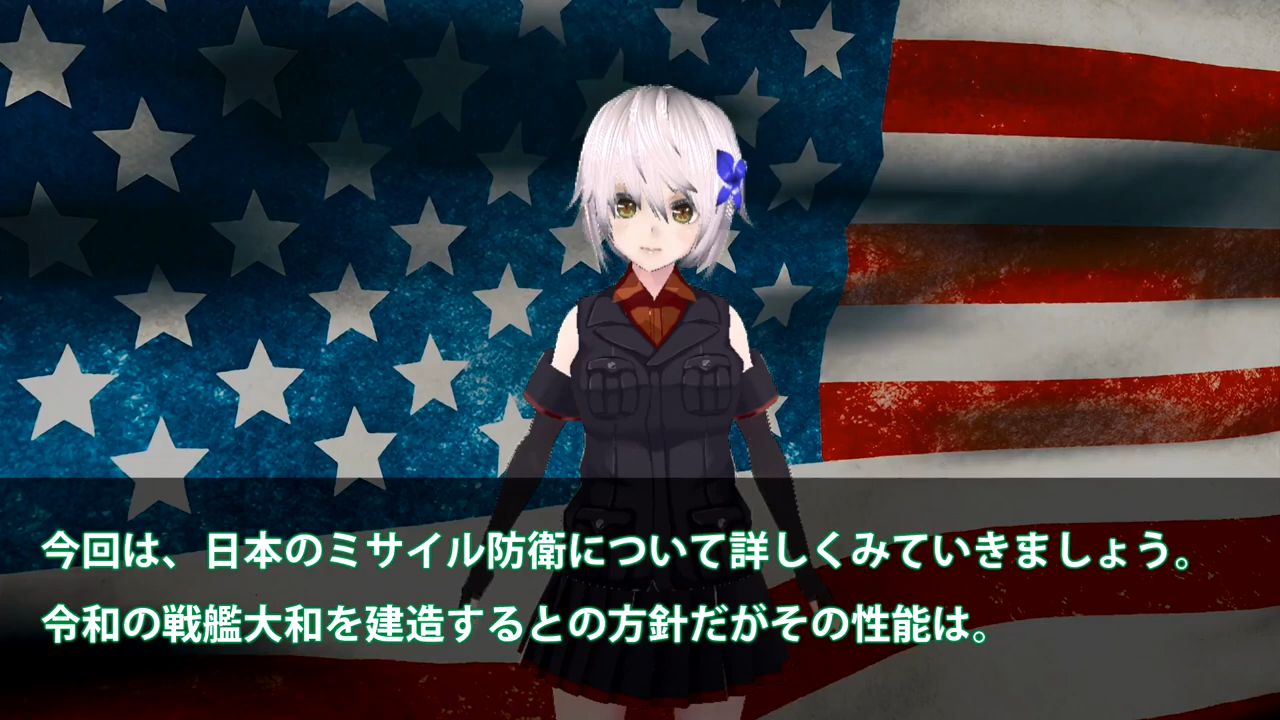 今回は、日本のミサイル防衛について詳しくみていきましょう。
令和の戦艦大和を建造するとの方針だがその性能は。